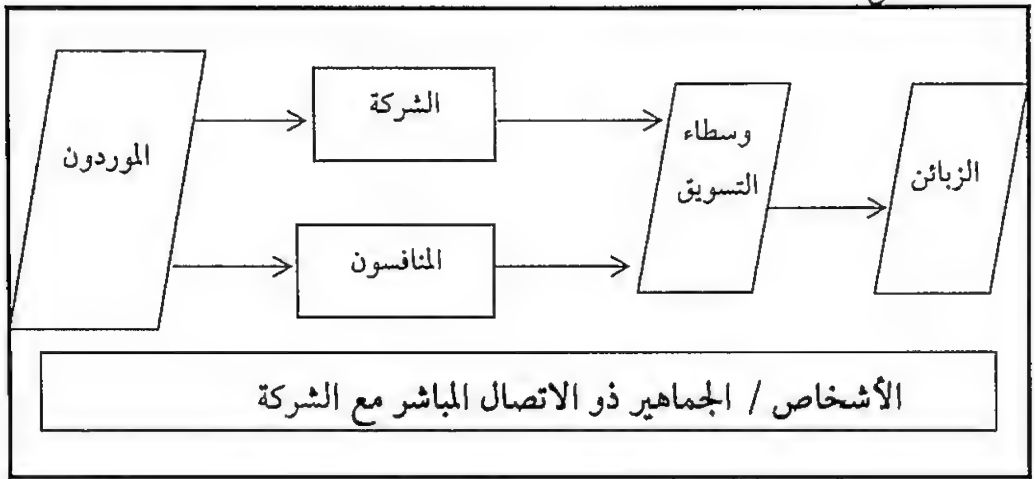 الشركة
وسطاء
التسويق
الموردون
الزبائن
المنافسون
الأشخاص / الجماهير ذو الاتصال المباشر مع الشركة